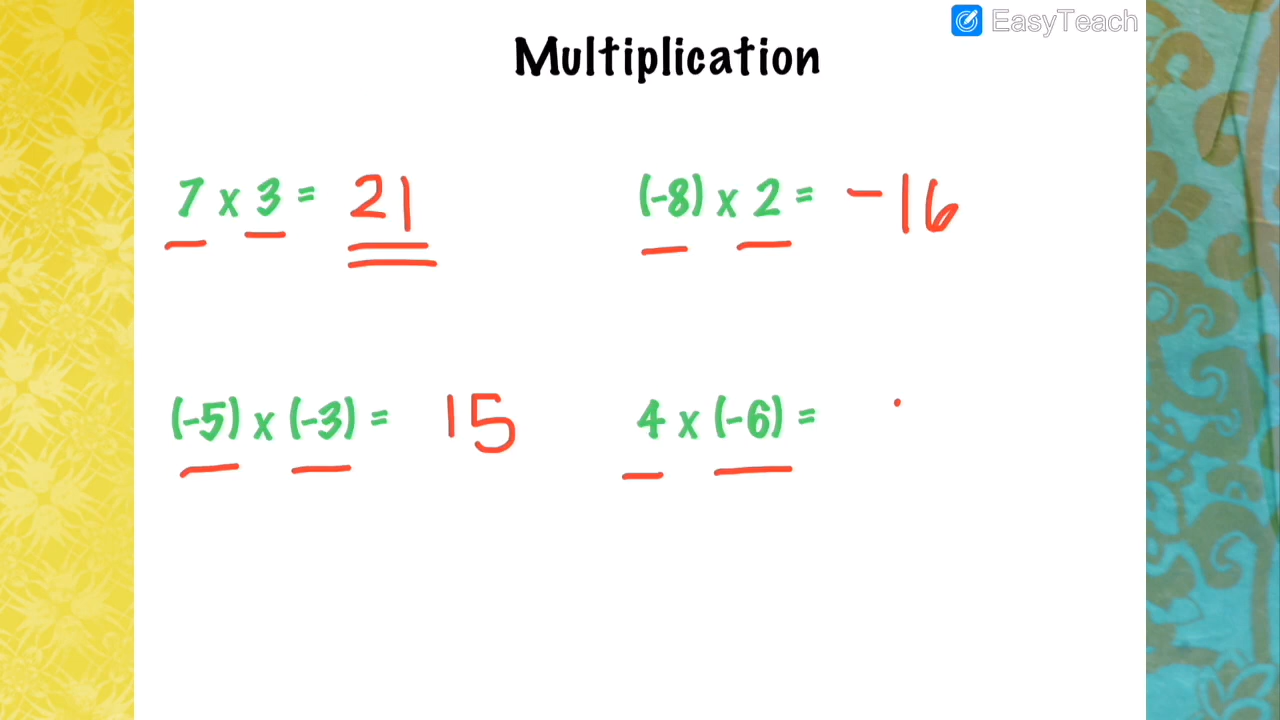 EasyTeach
Multiplication
7 x 3 = 21
(-8) x 2 = -16
(-5) x (-3) = 15
4 x (-6) =